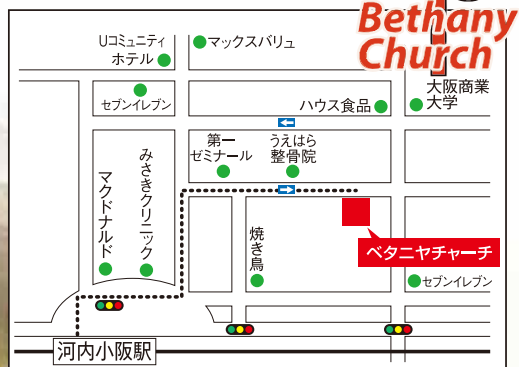 Bethany
Church
Uコミュニティ
ホテル
マックスバリュ
セブンイレブン
ハウス食品
大阪商業
大学
第一
ゼミナール
うえはら
整骨院
マクドナルド
みさきクリニック
焼き鳥
ベタニヤチャーチ
セブンイレブン
河内小阪駅